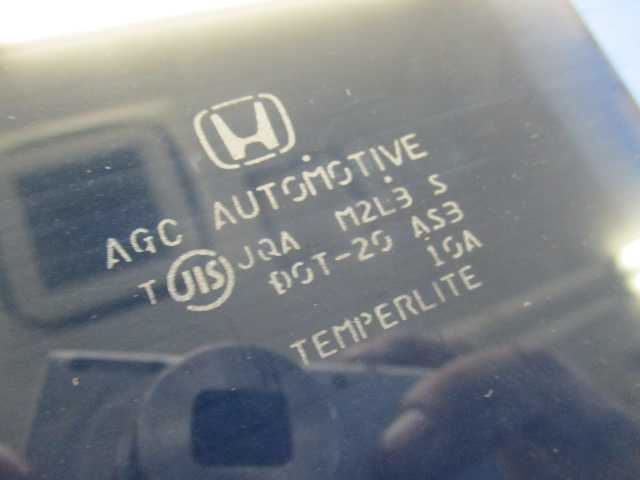 AGC AUTOMOTIVE
T JIS JQA M2L3 S
DOT-20 AS3
10A
TEMPERLITE